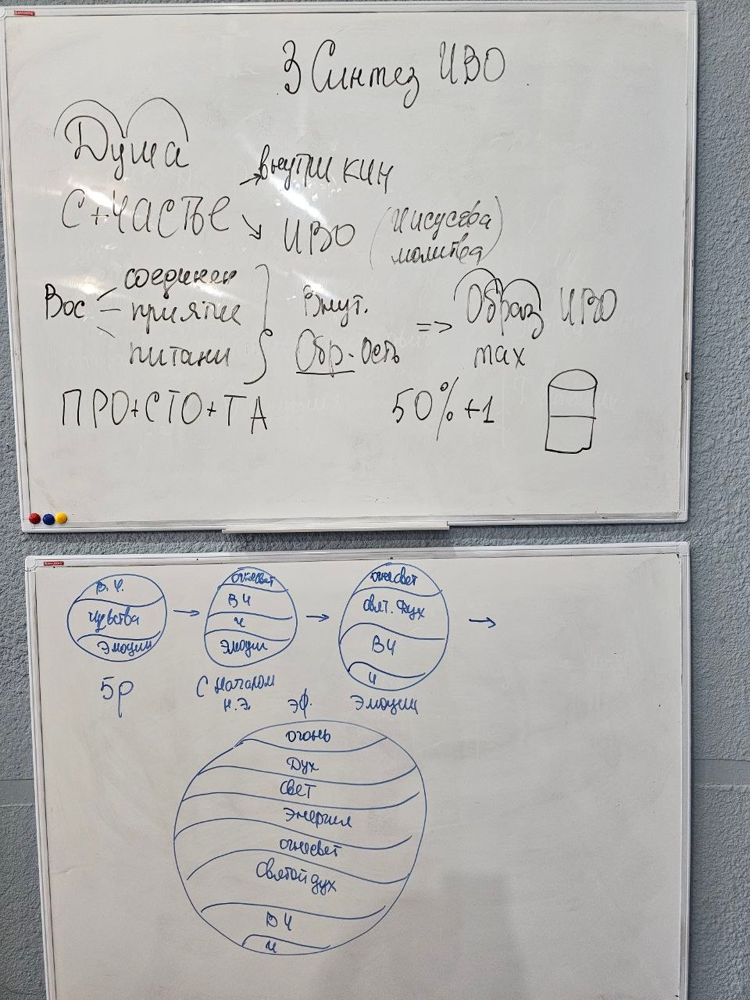 3 Синтез ИВО
Душа
С+ЧАСТЬЕ
внутри кин
ИВО (Иисусова
молитва)
Вос
соединен
приятие
питани
Внут.
Обр-ость
=> Образ ИВО
max
ПРО+СТО+ТА
50%+1
В.Ч.
Чувства
Эмоции
5р
огнесвет
ВЧ
Ч
Эмоции
С началом
Н.Э.
огнесвет
свят. Дух
ВЧ
Ч
Эмоции
Эф.
огонь
Дух
Свет
Энергия
огнесвет
Святой дух
ВЧ
Ч